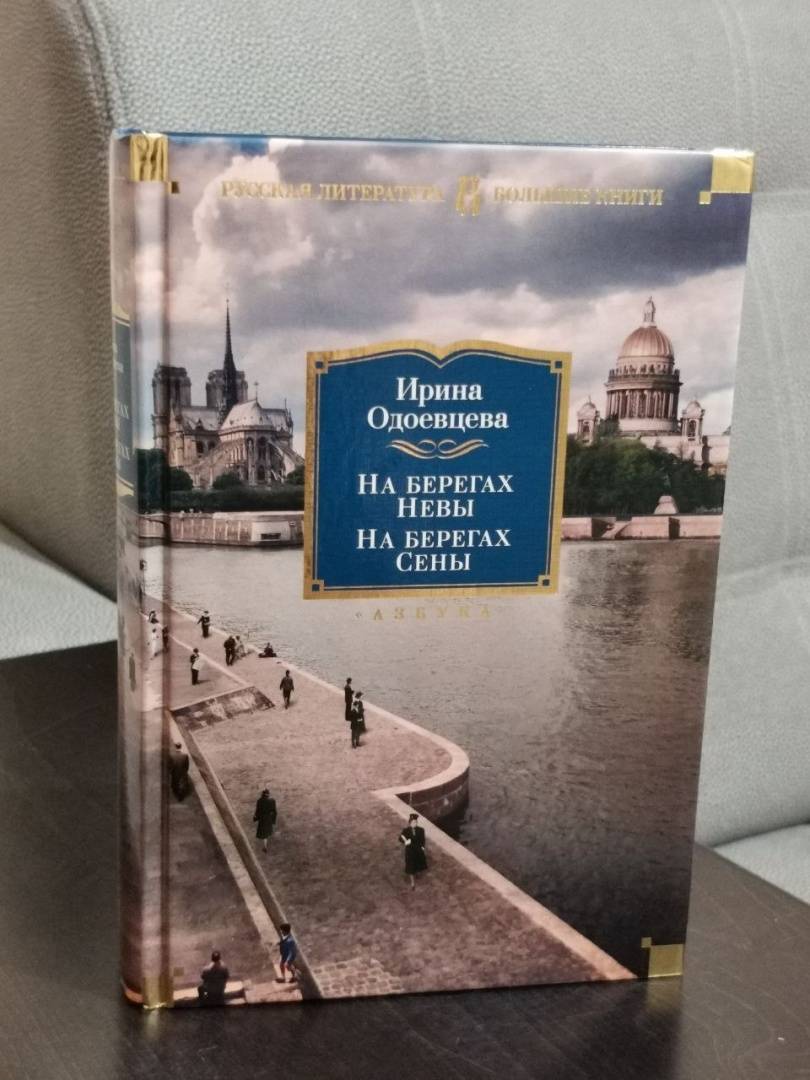 РУССКАЯ ЛИТЕРАТУРА БОЛЬШИЕ КНИГИ
Ирина
Одоевцева
На берегах
Невы
На берегах
Сены
АЗБУКА